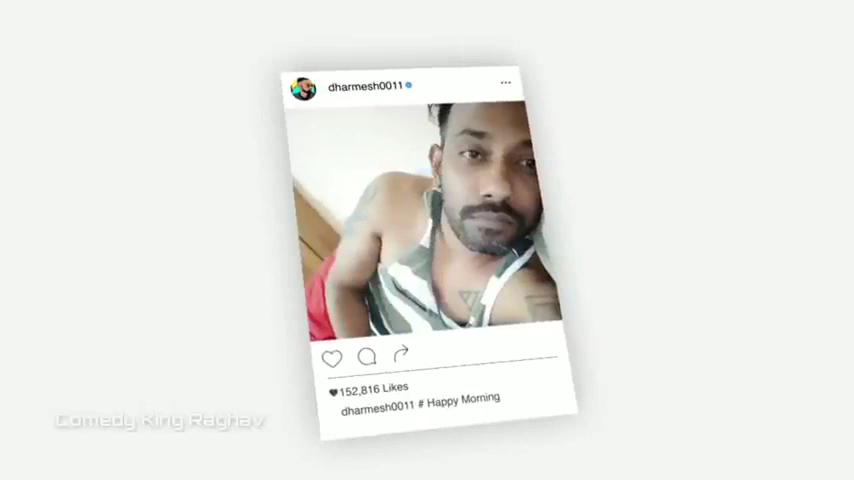 dharmesh0011
152,816 Likes
dharmesh0011 # Happy Morning
Comedy King Raghav